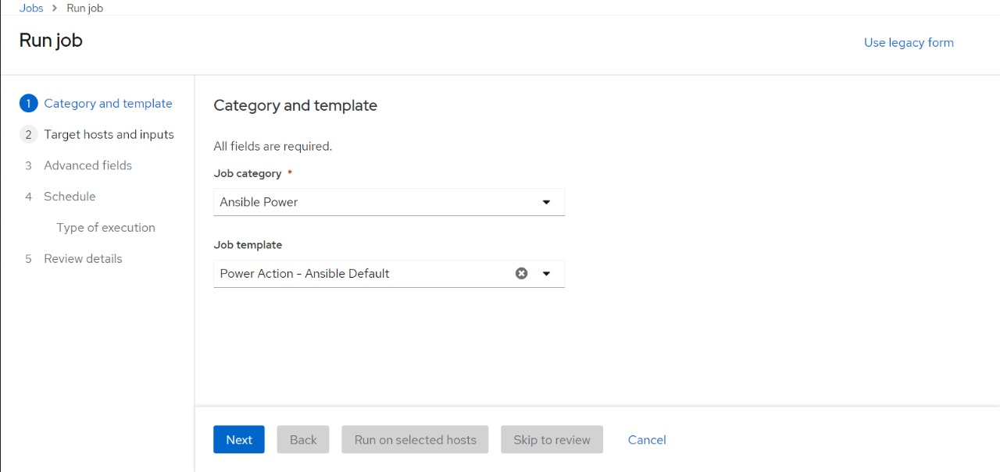 Jobs > Run job
Run job
Use legacy form
1 Category and template
2 Target hosts and inputs
3 Advanced fields
4 Schedule
Type of execution
5 Review details
Category and template
All fields are required.
Job category *
Ansible Power
Job template
Power Action - Ansible Default
Next Back Run on selected hosts Skip to review Cancel